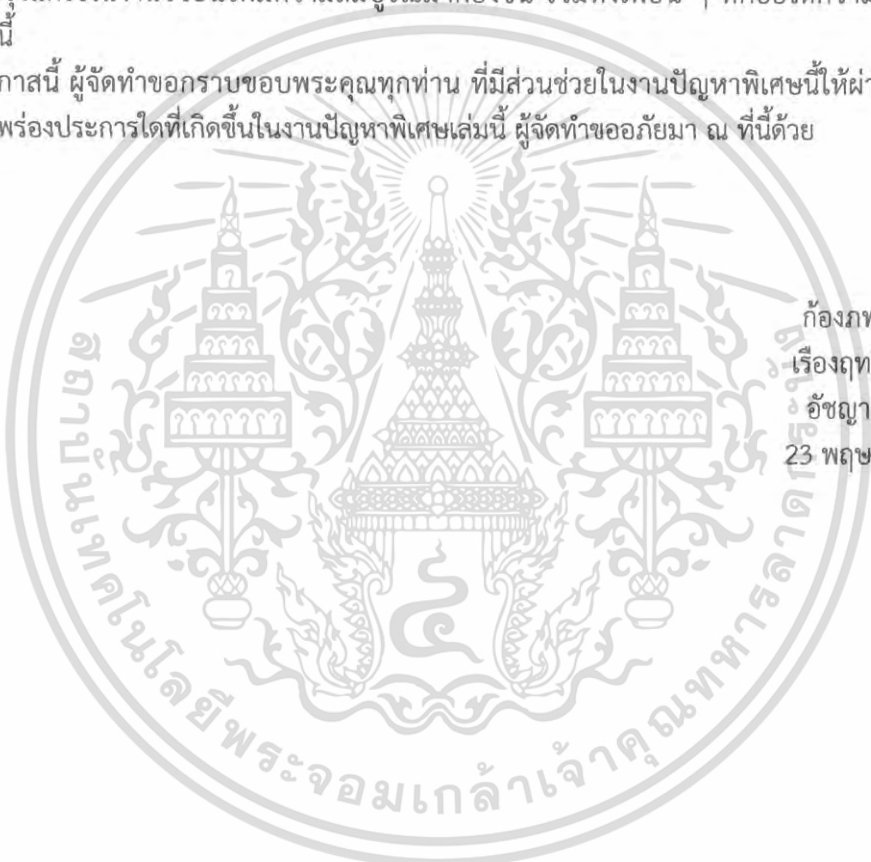 นี้
กาสนี้ ผู้จัดทำขอกราบขอบพระคุณทุกท่าน ที่มีส่วนช่วยในงานปัญหาพิเศษนี้ให้ผ่า
พร่องประการใดที่เกิดขึ้นในงานปัญหาพิเศษเล่มนี้ ผู้จัดทำขออภัยมา ณ ที่นี้ด้วย
ก้องภพ
เรืองฤท
อัชญา
23 พฤษ
สถาบันเทคโนโลยีพระจอมเกล้าเจ้าคุณทหารลาดกระบัง